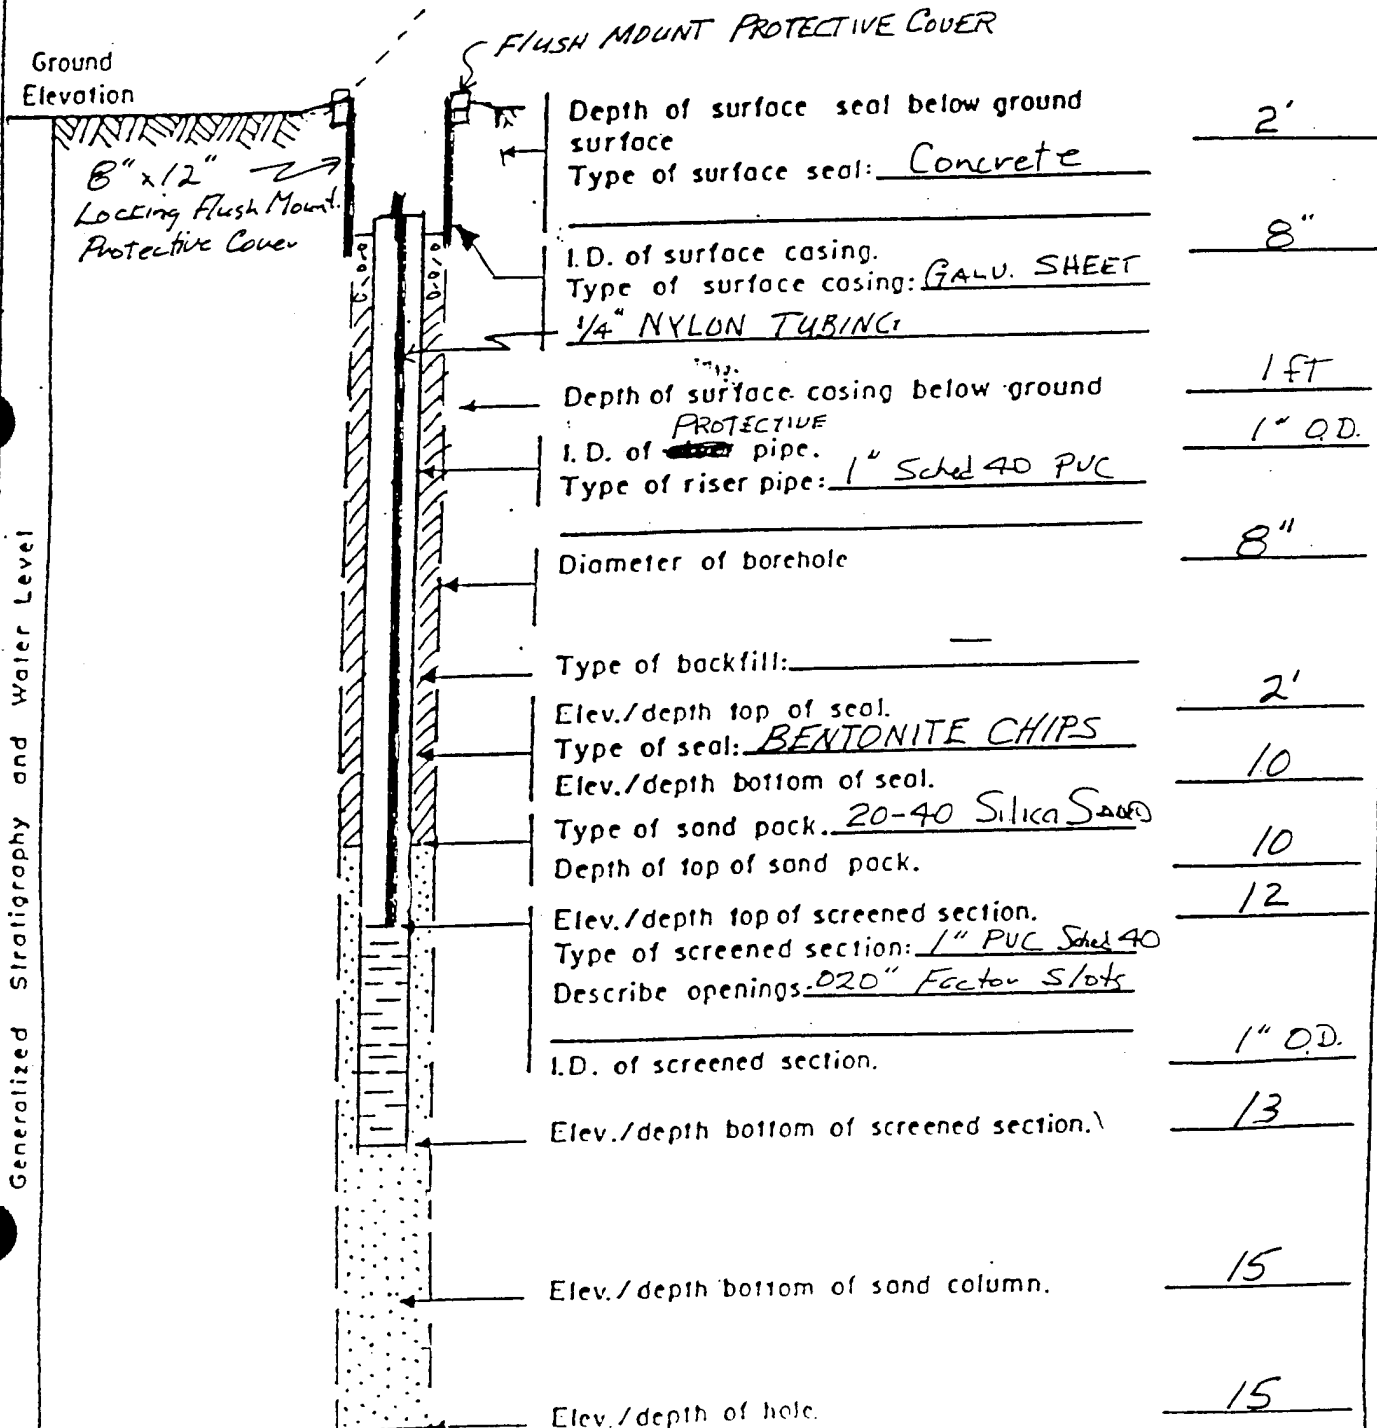 FLUSH MOUNT PROTECTIVE COVER
Ground
Elevation
8" x 12"
Locking Flush Mount.
Protective Cover
Depth of surface seal below ground
surface
2'
Type of surface seal: Concrete
I.D. of surface casing.
8"
Type of surface casing: GALV. SHEET
1/4" NYLON TUBING
Depth of surface casing below ground
1 fT
PROTECTIVE
I.D. of pipe.
1" O.D.
Type of riser pipe: 1" Sched 40 PVC
Diameter of borehole
8"
Type of backfill: —
Elev./depth top of seal.
2'
Type of seal: BENTONITE CHIPS
Elev./depth bottom of seal.
10
Type of sand pack. 20-40 Silica SAND
Depth of top of sand pack.
10
Elev./depth top of screened section.
12
Type of screened section: 1" PVC Sched 40
Describe openings. .020" Factor Slots
I.D. of screened section.
1" O.D.
Elev./depth bottom of screened section.
13
Elev./depth bottom of sand column.
15
Elev./depth of hole.
15
Generalized Stratigraphy and Water Level